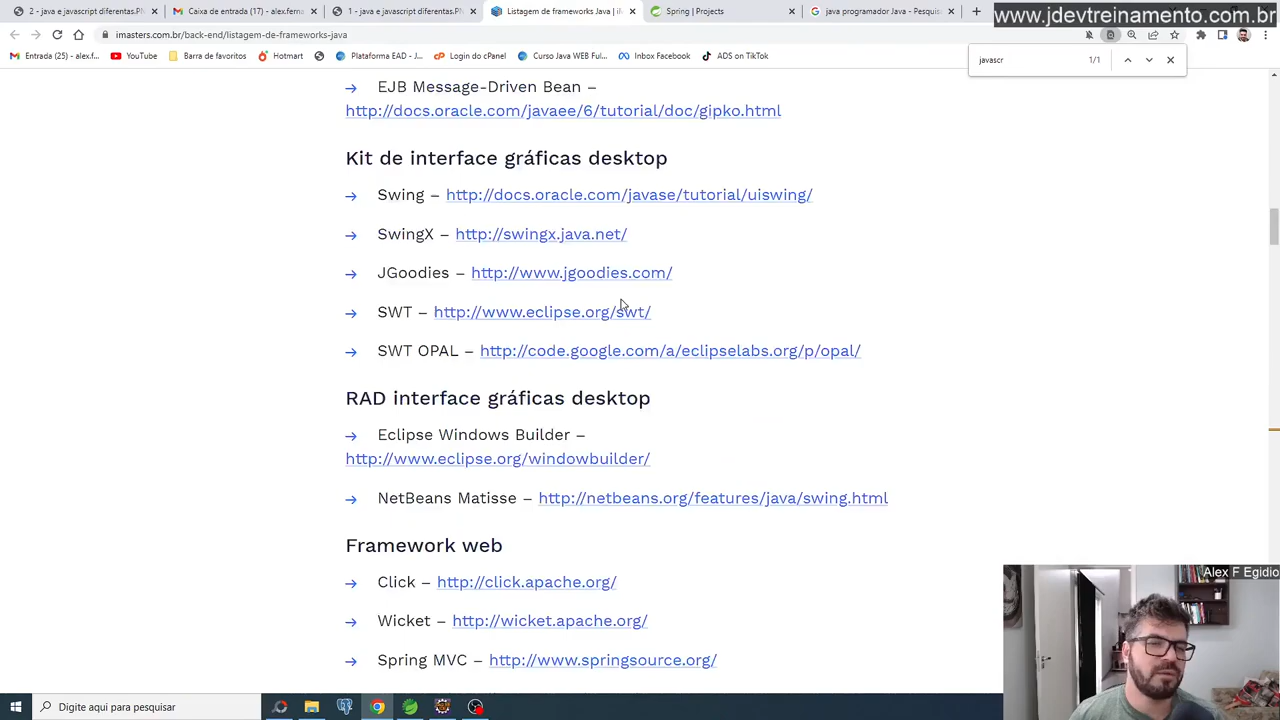 2 - java e javascript diferentas.PN
Caixa de entrada (17) - alex.ferna
1 - java e javascript diferentas.PN
Listagem de frameworks Java | iM
Spring | Projects
java programador Java - Pesquis
www.jdevtreinamento.com.br
imasters.com.br/back-end/listagem-de-frameworks-java
Entrada (25) - alex.f...
YouTube
Barra de favoritos
Hotmart
Plataforma EAD - J...
Login do cPanel
Curso Java WEB Ful...
Inbox Facebook
ADS on TikTok
javascr
1/1
EJB Message-Driven Bean –
http://docs.oracle.com/javaee/6/tutorial/doc/gipko.html
Kit de interface gráficas desktop
Swing – http://docs.oracle.com/javase/tutorial/uiswing/
SwingX – http://swingx.java.net/
JGoodies – http://www.jgoodies.com/
SWT – http://www.eclipse.org/swt/
SWT OPAL – http://code.google.com/a/eclipselabs.org/p/opal/
RAD interface gráficas desktop
Eclipse Windows Builder –
http://www.eclipse.org/windowbuilder/
NetBeans Matisse – http://netbeans.org/features/java/swing.html
Framework web
Click – http://click.apache.org/
Wicket – http://wicket.apache.org/
Spring MVC – http://www.springsource.org/
Alex F Egidio
Digite aqui para pesquisar